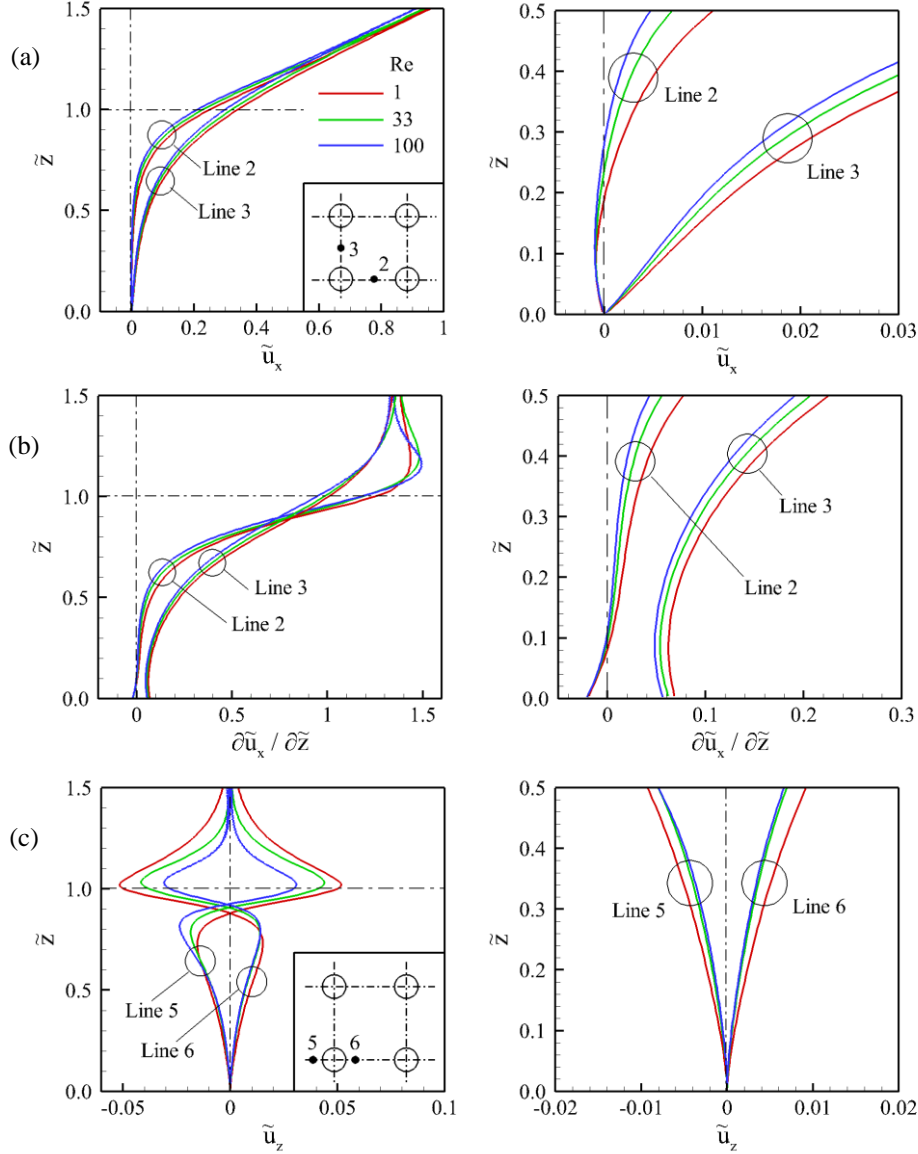 (a)
1.5
1.0
0.5
0.0
z̃
0
0.2
0.4
0.6
0.8
1
ũx
Re
1
33
100
Line 2
Line 3
3
2
0.5
0.4
0.3
0.2
0.1
0
z̃
0
0.01
0.02
0.03
ũx
Line 2
Line 3
(b)
1.5
1.0
0.5
0.0
z̃
0
0.5
1
1.5
∂ũx / ∂z̃
Line 3
Line 2
0.5
0.4
0.3
0.2
0.1
0
z̃
0
0.1
0.2
0.3
∂ũx / ∂z̃
Line 3
Line 2
(c)
1.5
1.0
0.5
0.0
z̃
-0.05
0
0.05
0.1
ũz
Line 5
Line 6
5
6
0.5
0.4
0.3
0.2
0.1
0
z̃
-0.02
-0.01
0
0.01
0.02
ũz
Line 5
Line 6